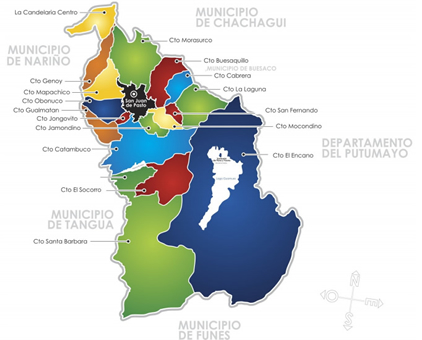 MUNICIPIO
DE CHACHAGUI
La Candelaria Centro
Cto Morasurco
MUNICIPIO
DE NARIÑO
Cto Buesaquillo
MUNICIPIO DE BUESACO
Cto Cabrera
Cto Genoy
Cto La Laguna
Cto Mapachico
San Juan
de Pasto
Cto Obonuco
Cto Gualmatan
Cto San Fernando
Cto Jongovito
Cto Mocondino
Cto Jamondino
DEPARTAMENTO
DEL PUTUMAYO
Cto Catambuco
Cto El Encano
Cto El Socorro
MUNICIPIO
DE TANGUA
Cto Santa Barbara
MUNICIPIO
DE FUNES